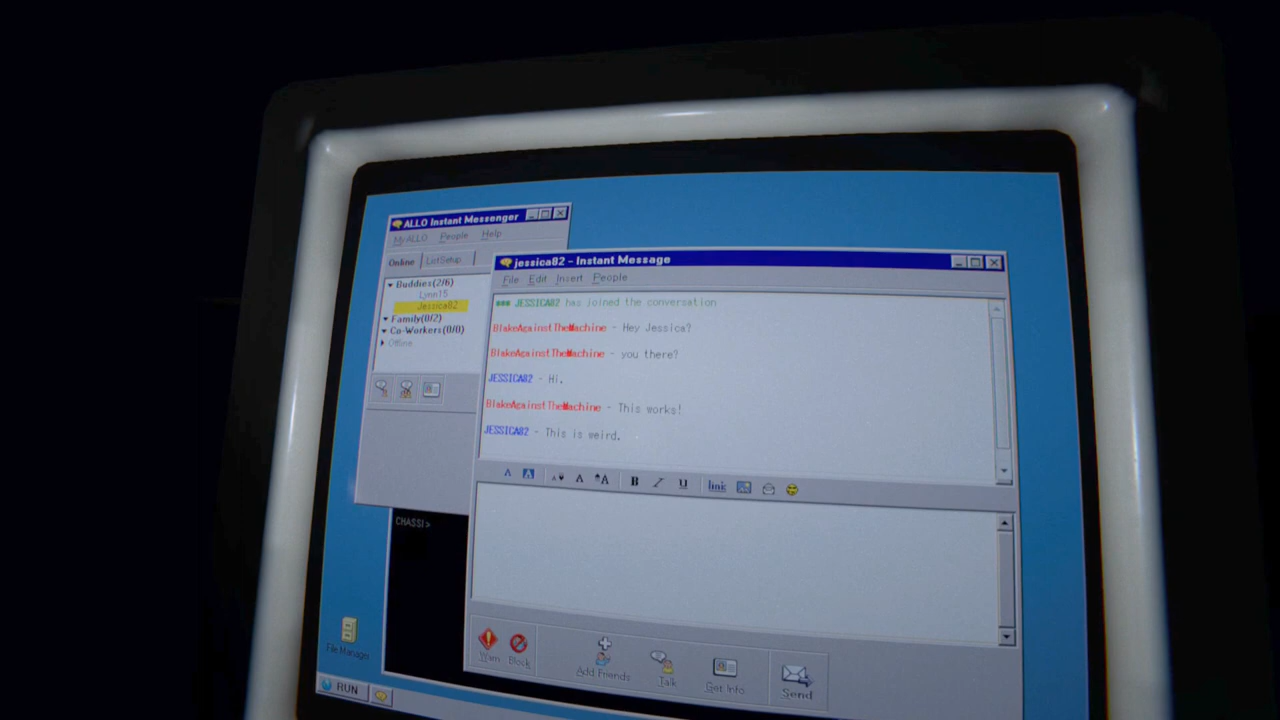 ALLO Instant Messenger
My ALLO People Help
Online List Setup
Buddies(2/6)
Lynn15
Jessica82
Family(0/2)
Co-Workers(0/0)
Offline
jessica82 - Instant Message
File Edit Insert People
*** JESSICA82 has joined the conversation
BlakeAgainstTheMachine - Hey Jessica?
BlakeAgainstTheMachine - you there?
JESSICA82 - Hi.
BlakeAgainstTheMachine - This works!
JESSICA82 - This is weird.
A A A A A B I U link
CHASSI>
Warn Block Add Friends Talk Get Info Send
File Manager
RUN